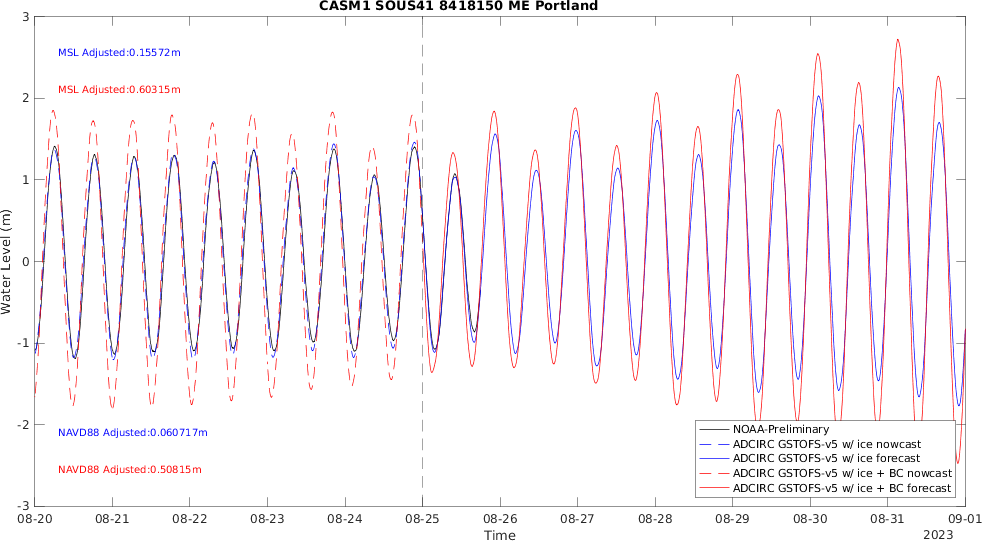 CASM1 SOUS41 8418150 ME Portland
3
2
1
0
-1
-2
-3
Water Level (m)
MSL Adjusted:0.15572m
MSL Adjusted:0.60315m
NAVD88 Adjusted:0.060717m
NAVD88 Adjusted:0.50815m
NOAA-Preliminary
ADCIRC GSTOFS-v5 w/ ice nowcast
ADCIRC GSTOFS-v5 w/ ice forecast
ADCIRC GSTOFS-v5 w/ ice + BC nowcast
ADCIRC GSTOFS-v5 w/ ice + BC forecast
08-20 08-21 08-22 08-23 08-24 08-25 08-26 08-27 08-28 08-29 08-30 08-31 09-01
Time
2023